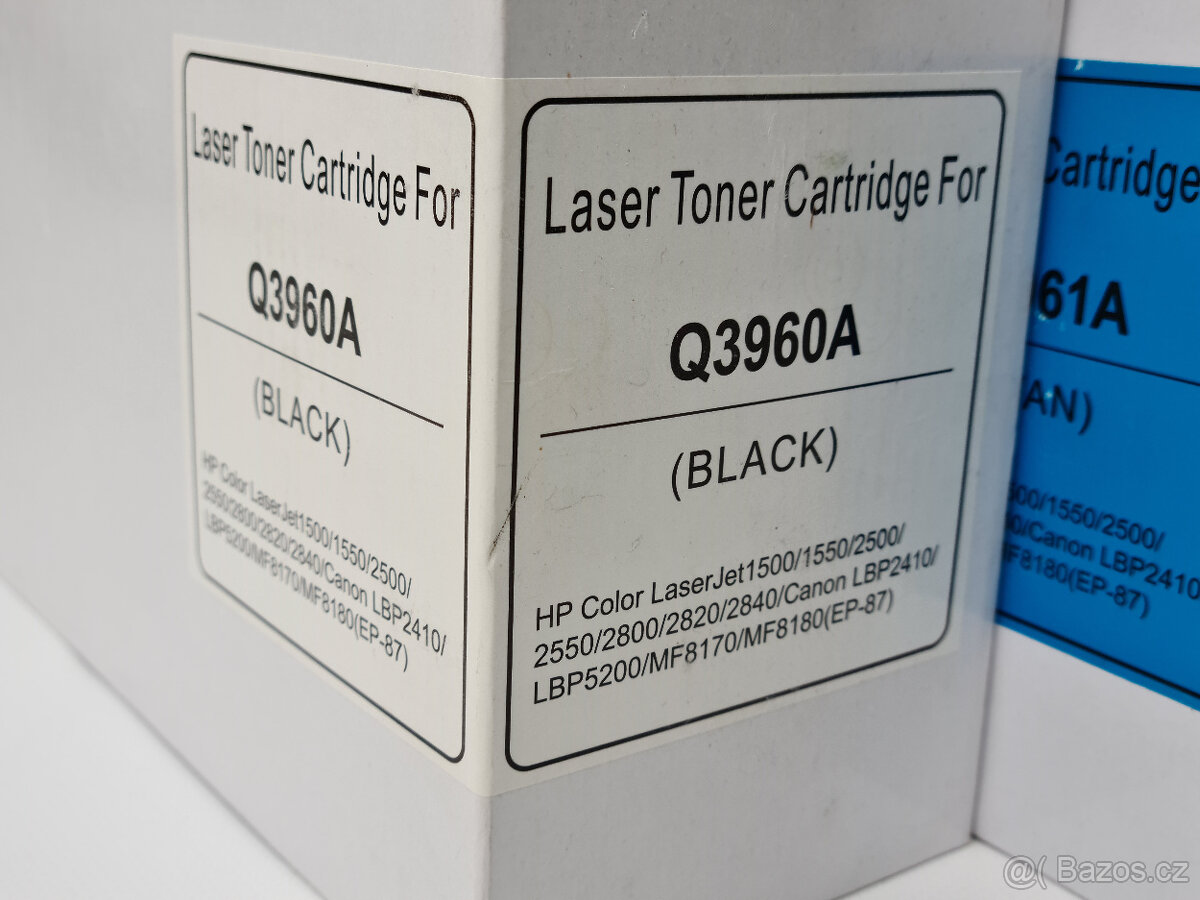 Laser Toner Cartridge For
Q3960A
(BLACK)
HP Color LaserJet1500/1550/2500/
2550/2800/2820/2840/Canon LBP2410/
LBP5200/MF8170/MF8180(EP-87)
Laser Toner Cartridge For
Q3960A
(BLACK)
HP Color LaserJet1500/1550/2500/
2550/2800/2820/2840/Canon LBP2410/
LBP5200/MF8170/MF8180(EP-87)
Cartridge
61A
AN)
500/1550/2500/
0/Canon LBP2410
MF8180(EP-87)
@( Bazos.cz